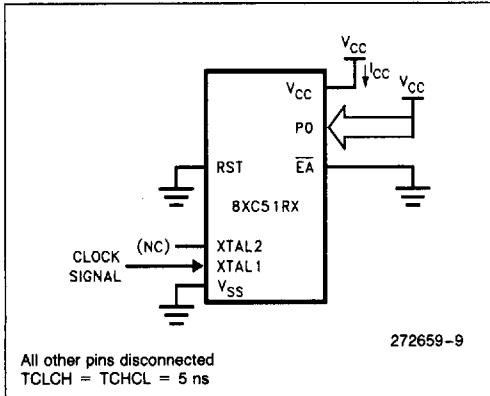 VCC
ICC
VCC
VCC
P0
RST
EA
8XC51RX
(NC)
XTAL2
CLOCK SIGNAL
XTAL1
VSS
272659-9
All other pins disconnected
TCLCH = TCHCL = 5 ns